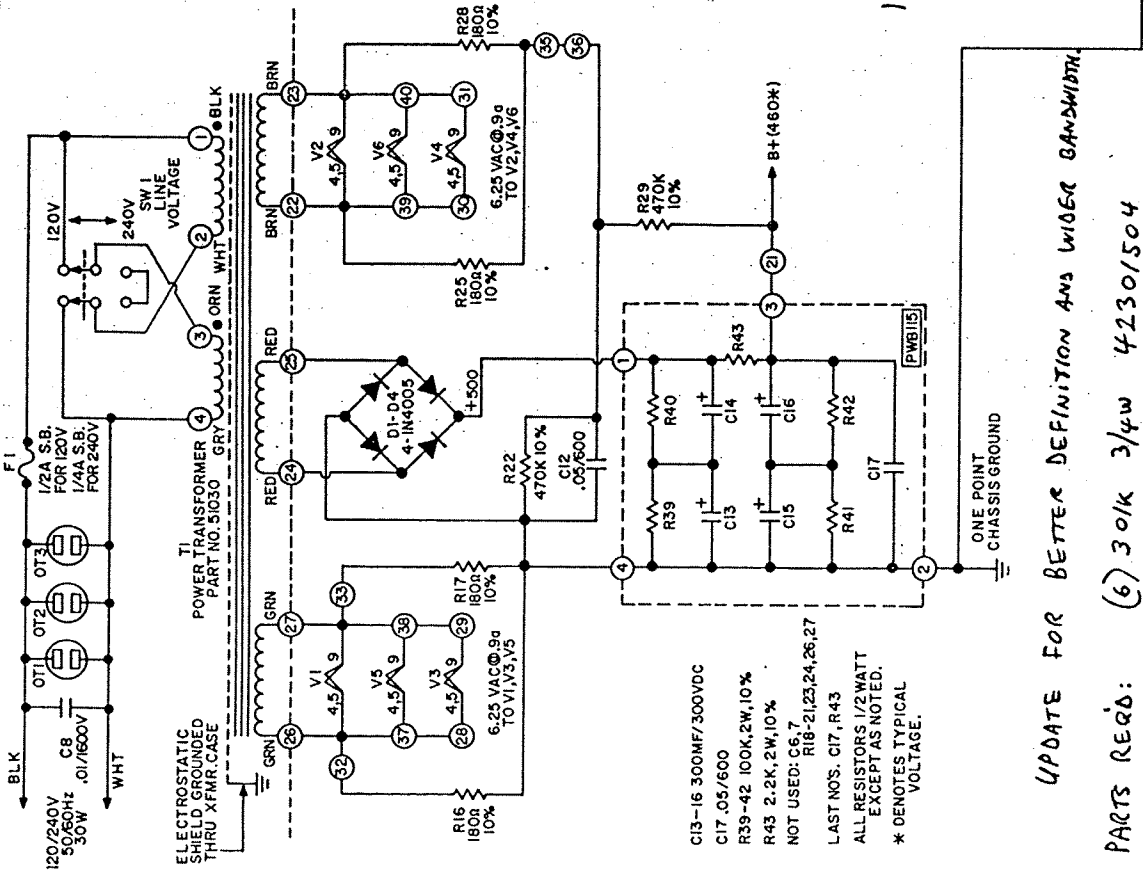 BLK
120/240V
50/60HZ
30W
C8
.01/1600V
WHT
OT1
OT2
OT3
F1
1/2A S.B.
FOR 120V
1/4A S.B.
FOR 240V
120V
240V
SW1
LINE
VOLTAGE
ELECTROSTATIC
SHIELD GROUNDED
THRU XFMR.CASE
T1
POWER TRANSFORMER
PART NO. 51030
4
GRY
3
ORN
2
WHT
1
BLK
GRN
26
GRN
27
RED
24
RED
25
BRN
22
BRN
23
32
33
V1
4,5
9
37
V5
4,5
9
38
28
V3
4,5
9
29
6.25 VAC@.9a
TO V1,V3,V5
R16
180Ω
10%
R17
180Ω
10%
D1-D4
4-1N4005
+500
R22
470K 10%
C12
.05/600
V2
4,5
9
39
V6
4,5
9
40
30
V4
4,5
9
31
6.25 VAC@.9a
TO V2,V4,V6
R25
180Ω
10%
R28
180Ω
10%
35
36
R29
470K
10%
B+(460*)
21
3
1
4
2
R39
R40
C13
+
C14
+
R43
C15
+
C16
+
R41
R42
C17
PWB115
ONE POINT
CHASSIS GROUND
C13-16 300MF/300VDC
C17 .05/600
R39-42 100K,2W,10%
R43 2.2K,2W,10%
NOT USED: C6,7
R18-21,23,24,26,27
LAST NOS. C17,R43
ALL RESISTORS 1/2WATT
EXCEPT AS NOTED.
* DENOTES TYPICAL
VOLTAGE.
UPDATE FOR BETTER DEFINITION AND WIDER BANDWIDTH.
PARTS REQ'D: (6) 301K 3/4W 42301504